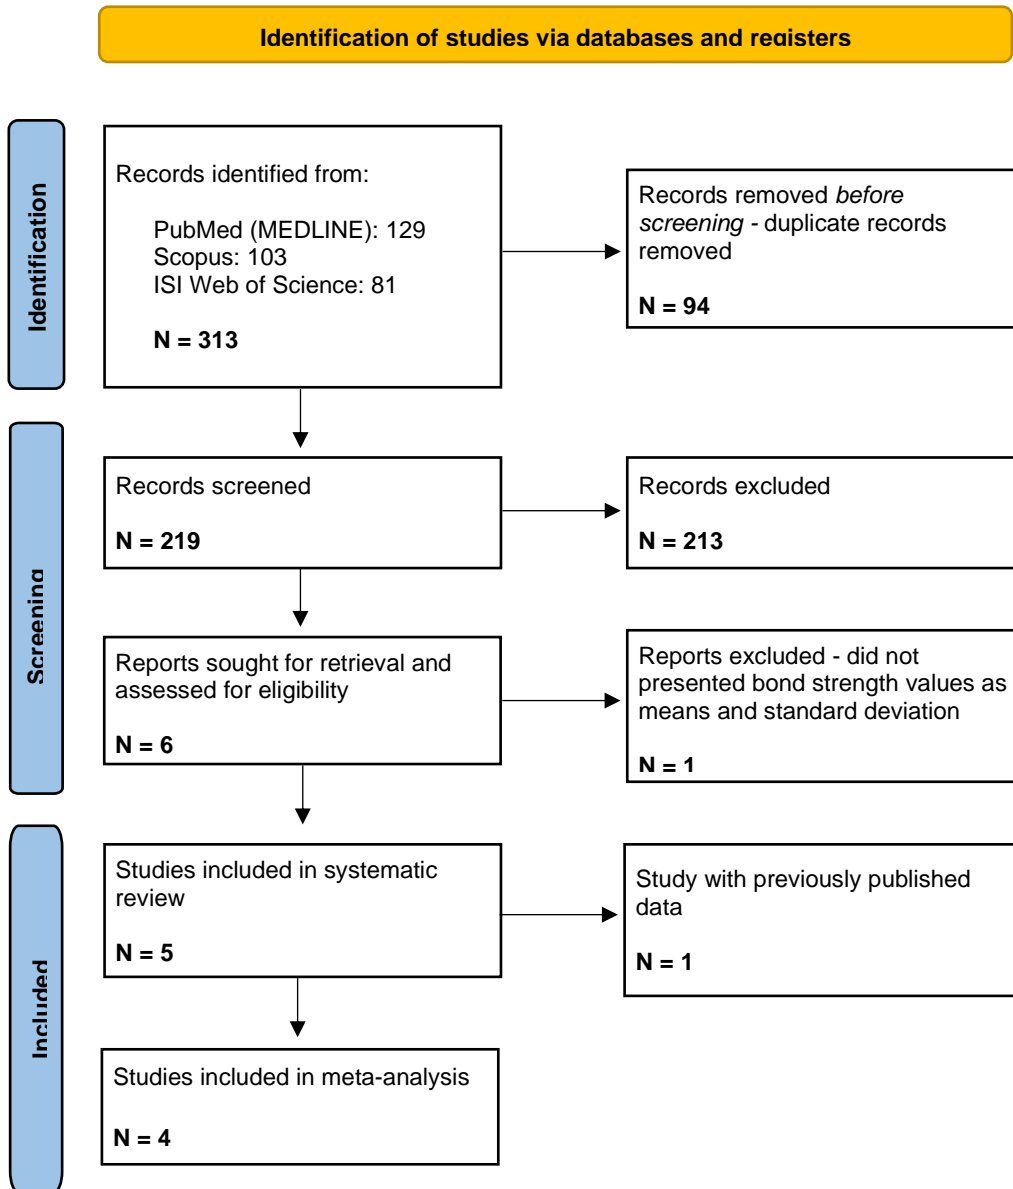 Identification of studies via databases and registers
Identification
Records identified from:
PubMed (MEDLINE): 129
Scopus: 103
ISI Web of Science: 81
N = 313
Records removed before
screening - duplicate records
removed
N = 94
Screening
Records screened
N = 219
Records excluded
N = 213
Reports sought for retrieval and
assessed for eligibility
N = 6
Reports excluded - did not
presented bond strength values as
means and standard deviation
N = 1
Included
Studies included in systematic
review
N = 5
Study with previously published
data
N = 1
Studies included in meta-analysis
N = 4